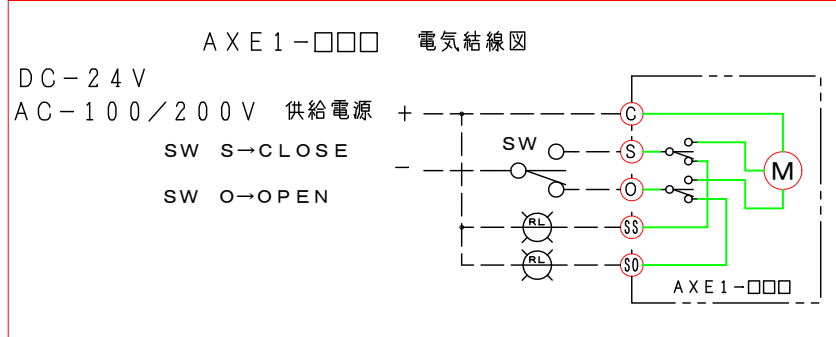 AXE1-□□□ 電気結線図
DC-24V
AC-100/200V 供給電源 + -
SW S→CLOSE
SW O→OPEN
SW
C
S
O
SS
SO
M
RL
RL
AXE1-□□□